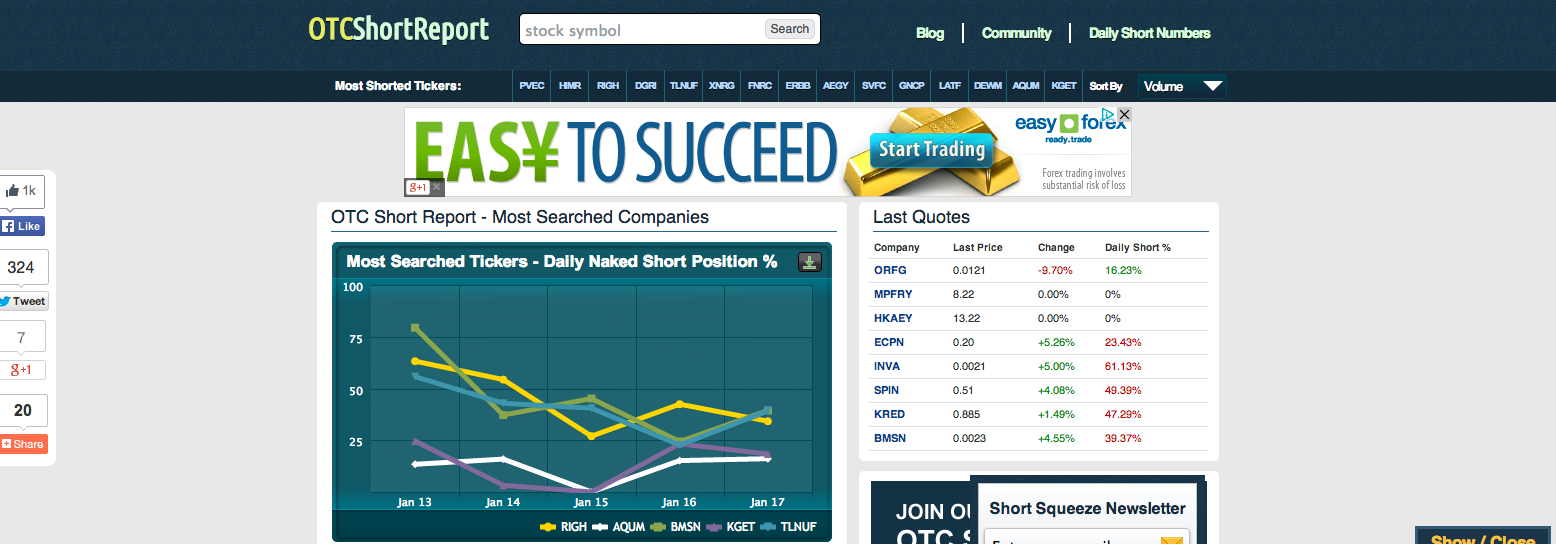 OTCShortReport
stock symbol
Search
Blog
Community
Daily Short Numbers
Most Shorted Tickers:
PVEC HIMR RIGH DGRI TLNUF XNRG FNRC ERBB AEGY SVFC GNCP LATF DEWM AQUM KGET
Sort By
Volume
EAS¥ TO SUCCEED
Start Trading
easy forex
ready.trade
Forex trading involves
substantial risk of loss
g+1
1k
Like
324
Tweet
7
g+1
20
Share
OTC Short Report - Most Searched Companies
Most Searched Tickers - Daily Naked Short Position %
100
75
50
25
Jan 13 Jan 14 Jan 15 Jan 16 Jan 17
RIGH AQUM BMSN KGET TLNUF
Last Quotes
Company Last Price Change Daily Short %
ORFG 0.0121 -9.70% 16.23%
MPFRY 8.22 0.00% 0%
HKAEY 13.22 0.00% 0%
ECPN 0.20 +5.26% 23.43%
INVA 0.0021 +5.00% 61.13%
SPIN 0.51 +4.08% 49.39%
KRED 0.885 +1.49% 47.29%
BMSN 0.0023 +4.55% 39.37%
JOIN OU
OTC S
Short Squeeze Newsletter
Show / Close